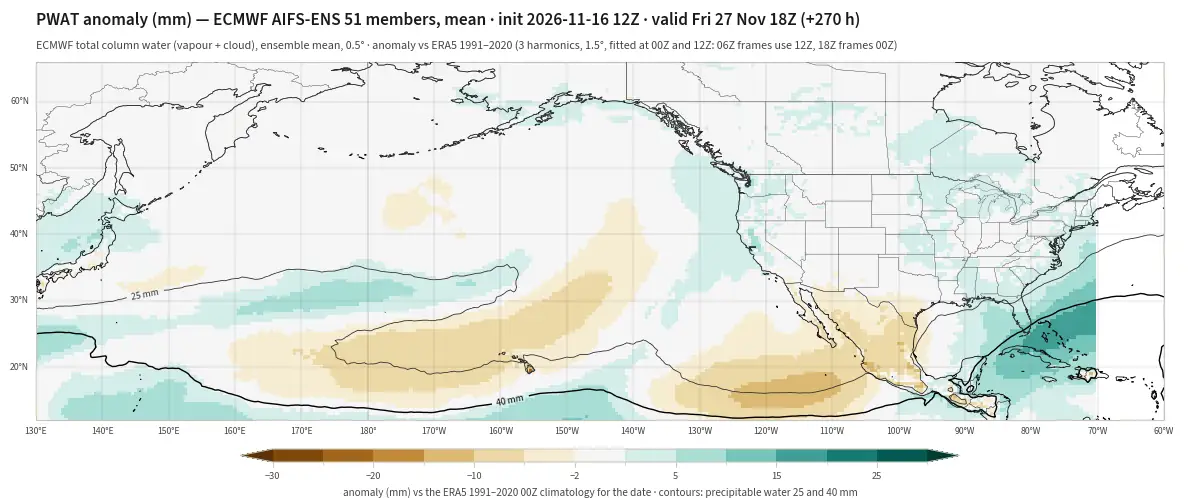 PWAT anomaly (mm) — ECMWF AIFS-ENS 51 members, mean · init 2026-11-16 12Z · valid Fri 27 Nov 18Z (+270 h)
ECMWF total column water (vapour + cloud), ensemble mean, 0.5° · anomaly vs ERA5 1991–2020 (3 harmonics, 1.5°, fitted at 00Z and 12Z: 06Z frames use 12Z, 18Z frames 00Z)
60°N
50°N
40°N
30°N
20°N
25 mm
40 mm
130°E 140°E 150°E 160°E 170°E 180° 170°W 160°W 150°W 140°W 130°W 120°W 110°W 100°W 90°W 80°W 70°W 60°W
−30 −20 −10 −2 5 15 25
anomaly (mm) vs the ERA5 1991–2020 00Z climatology for the date · contours: precipitable water 25 and 40 mm